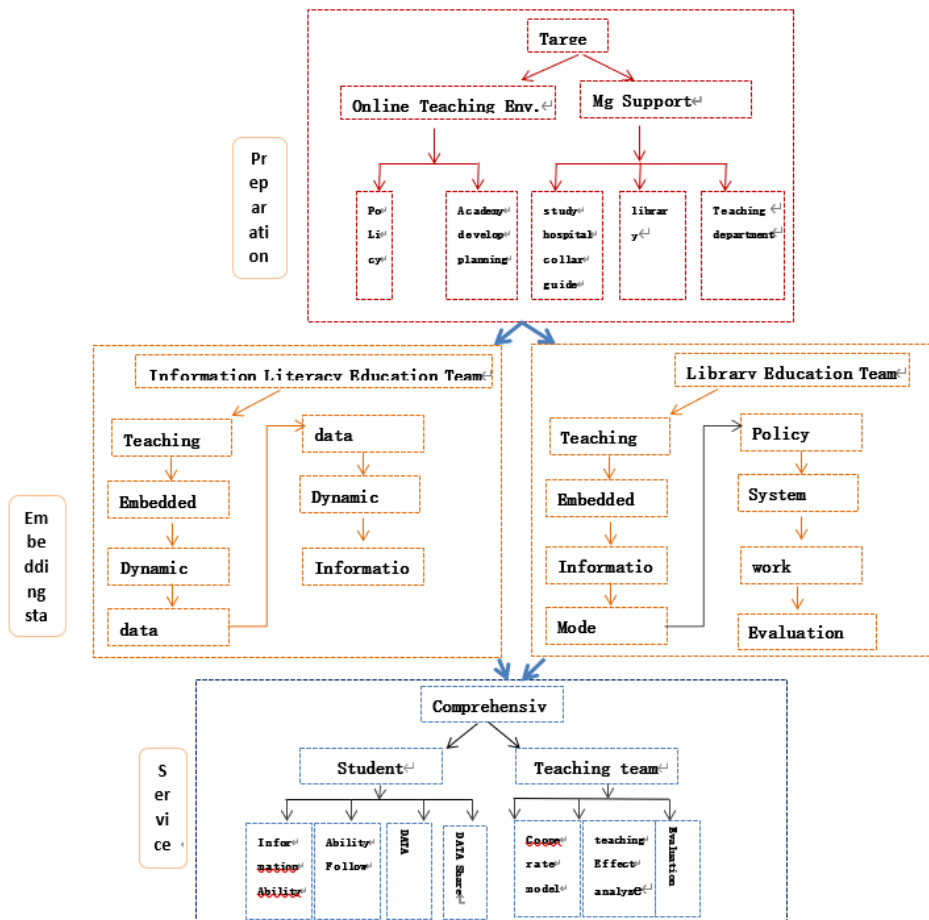 Targe
Online Teaching Env.
Mg Support
Pr
ep
ar
ati
on
Po
Li
cy
Academy
develop
planning
study
hospital
collar
guide
librar
y
Teaching
department
Information Literacy Education Team
Library Education Team
Teaching
Embedded
Dynamic
data
data
Dynamic
Informatio
Teaching
Embedded
Informatio
Mode
Policy
System
work
Evaluation
Em
be
ddi
ng
sta
Comprehensiv
Student
Teaching team
S
er
vi
ce
Infor
mation
Ability
Ability
Follow
DATA
DATA Share
Coope
rate
model
teaching
Effect
analyze
Evaluation